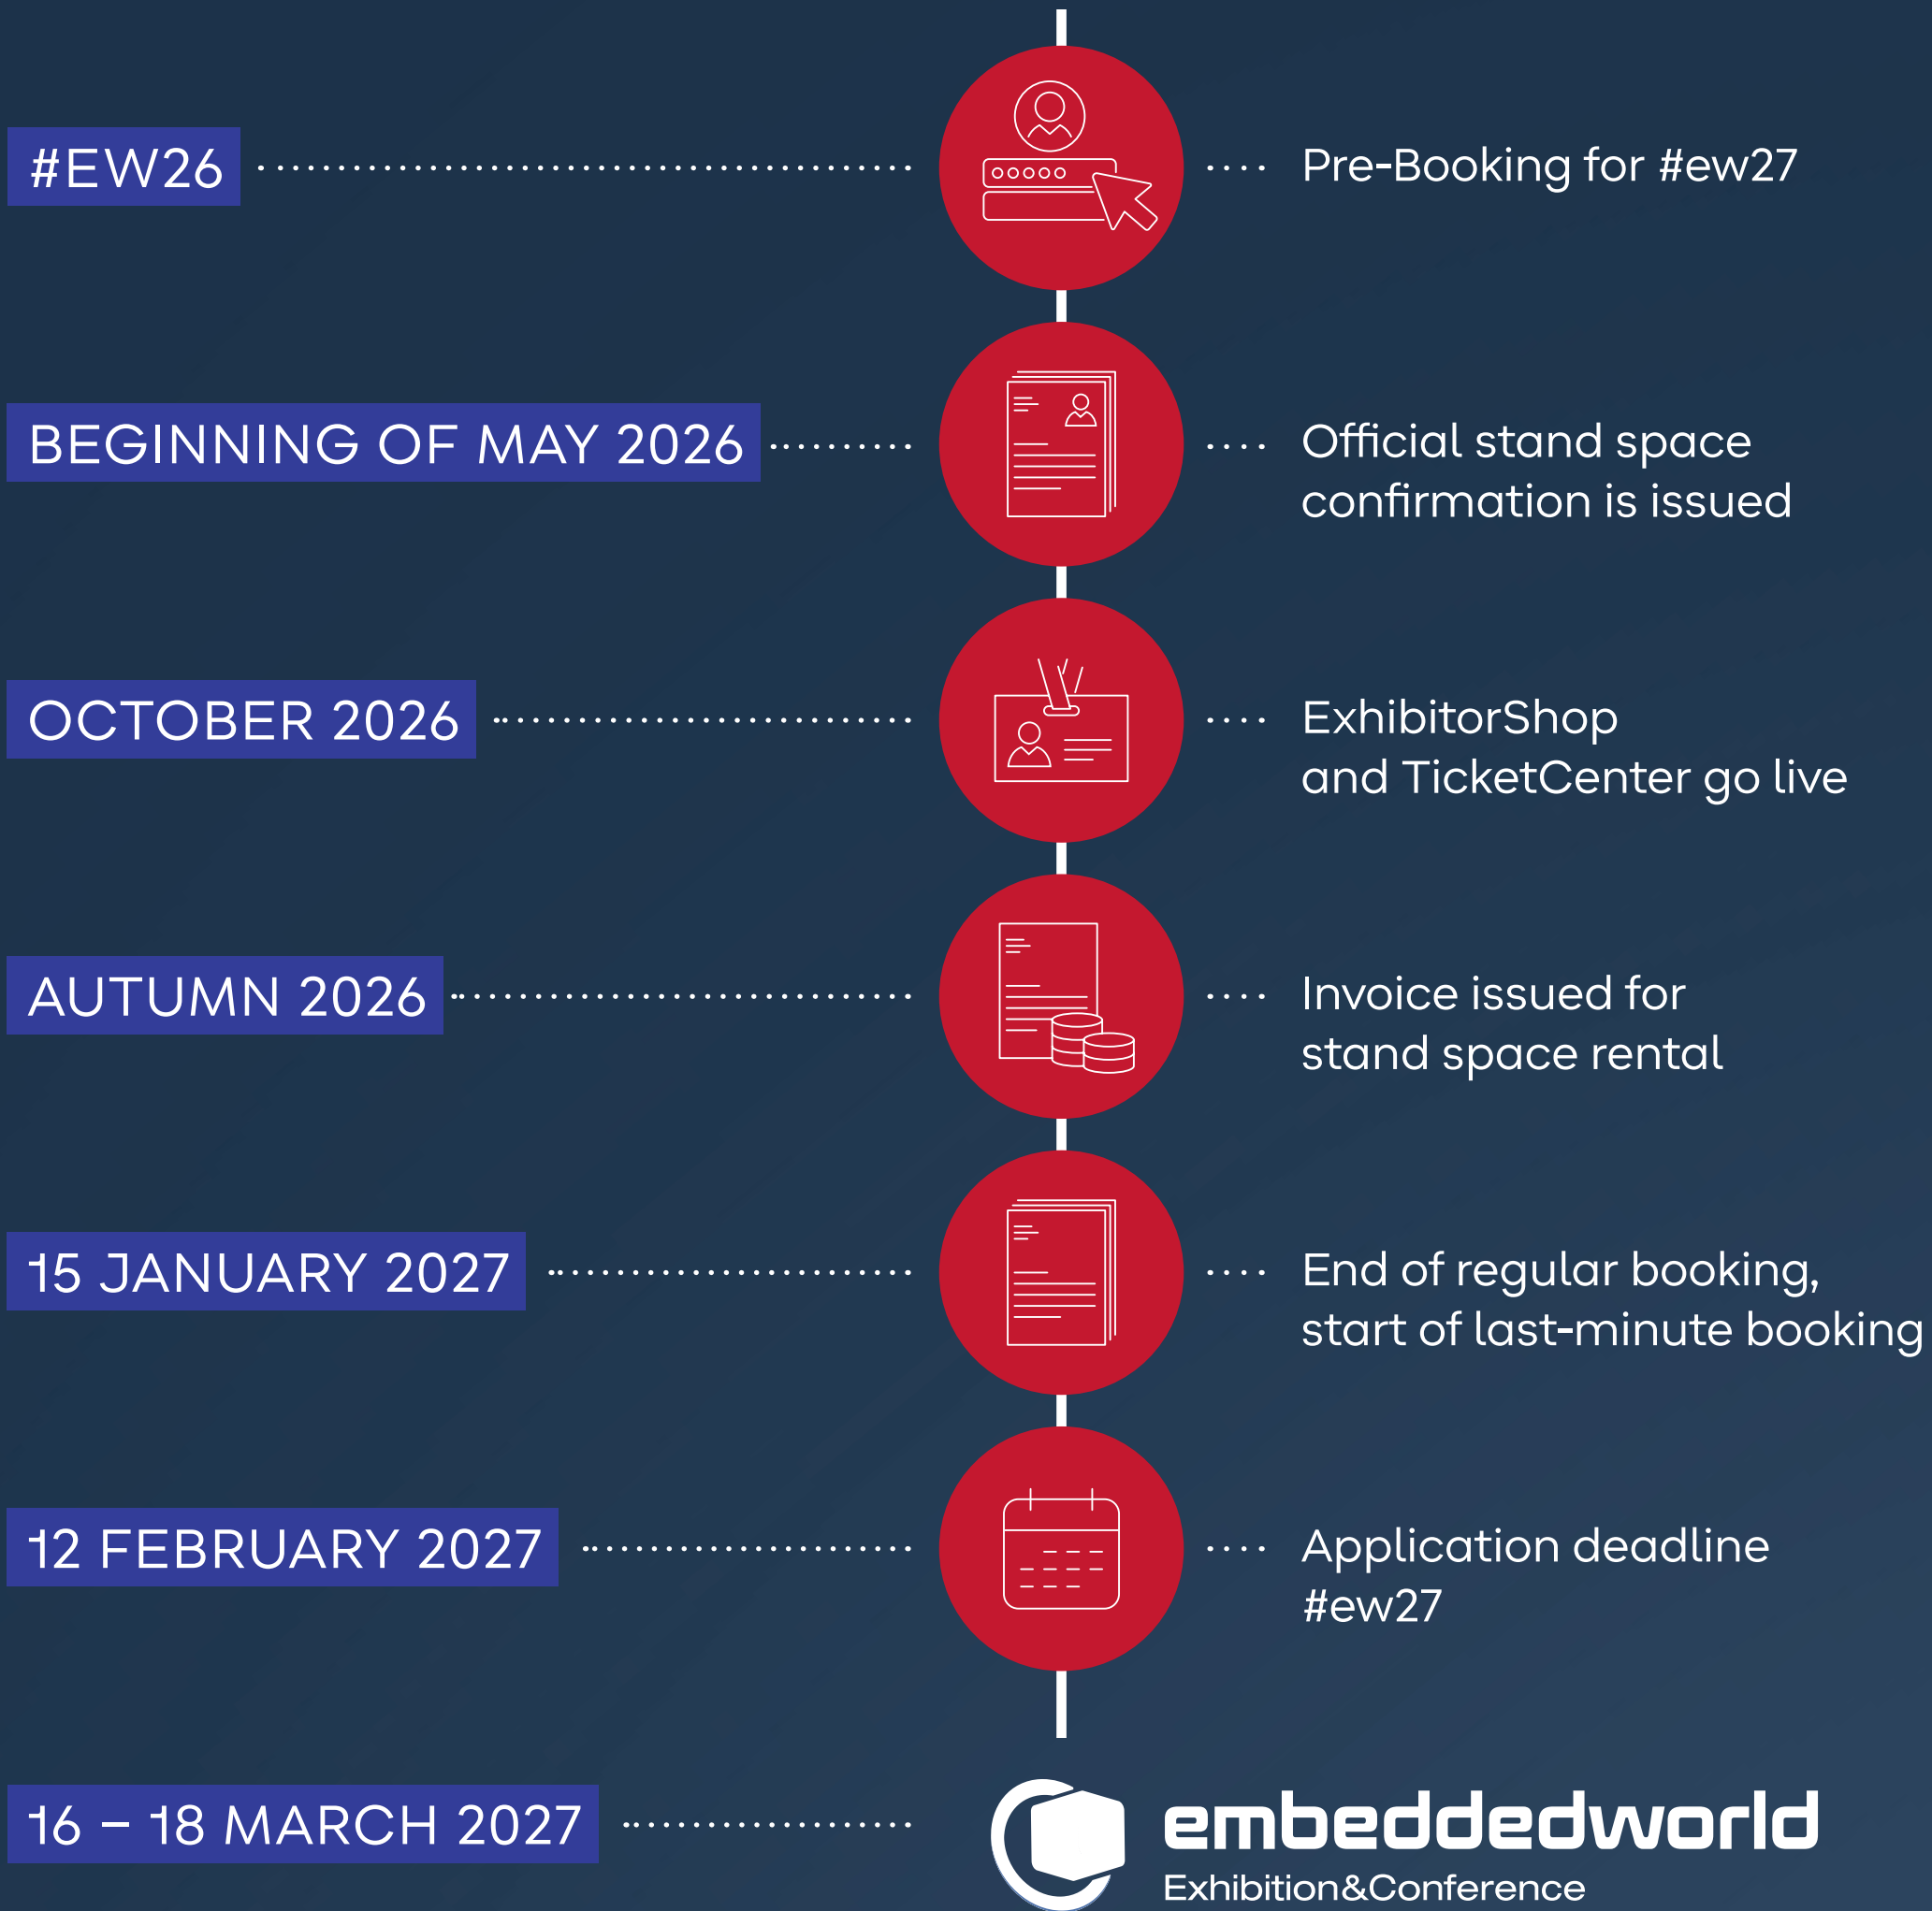 #EW26
Pre-Booking for #ew27
BEGINNING OF MAY 2026
Official stand space
confirmation is issued
OCTOBER 2026
ExhibitorShop
and TicketCenter go live
AUTUMN 2026
Invoice issued for
stand space rental
15 JANUARY 2027
End of regular booking,
start of last-minute booking
12 FEBRUARY 2027
Application deadline
#ew27
16 – 18 MARCH 2027
embeddedworld
Exhibition&Conference